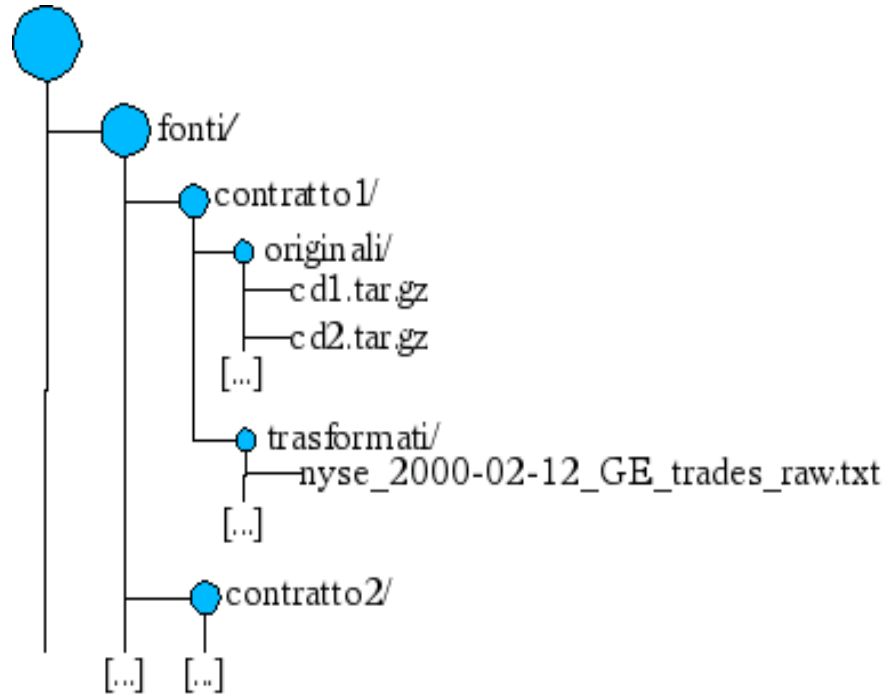 fonti/
contratto1/
originali/
cd1.tar.gz
cd2.tar.gz
[...]
trasformati/
nyse_2000-02-12_GE_trades_raw.txt
[...]
contratto2/
[...] [...]